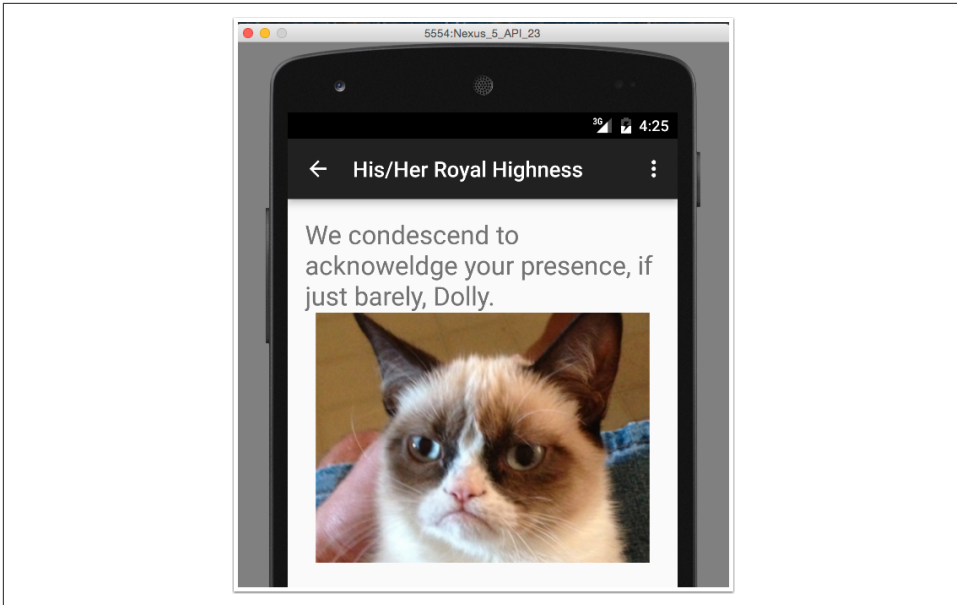 5554:Nexus_5_API_23
3G 4:25
His/Her Royal Highness
We condescend to
acknoweldge your presence, if
just barely, Dolly.